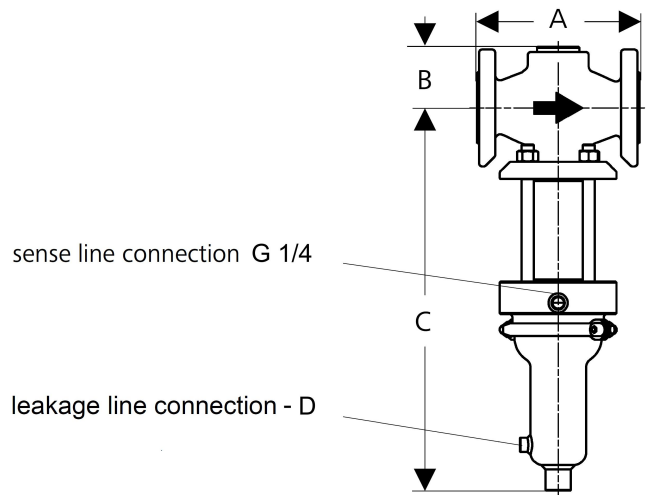 A
B
sense line connection G 1/4
C
leakage line connection - D